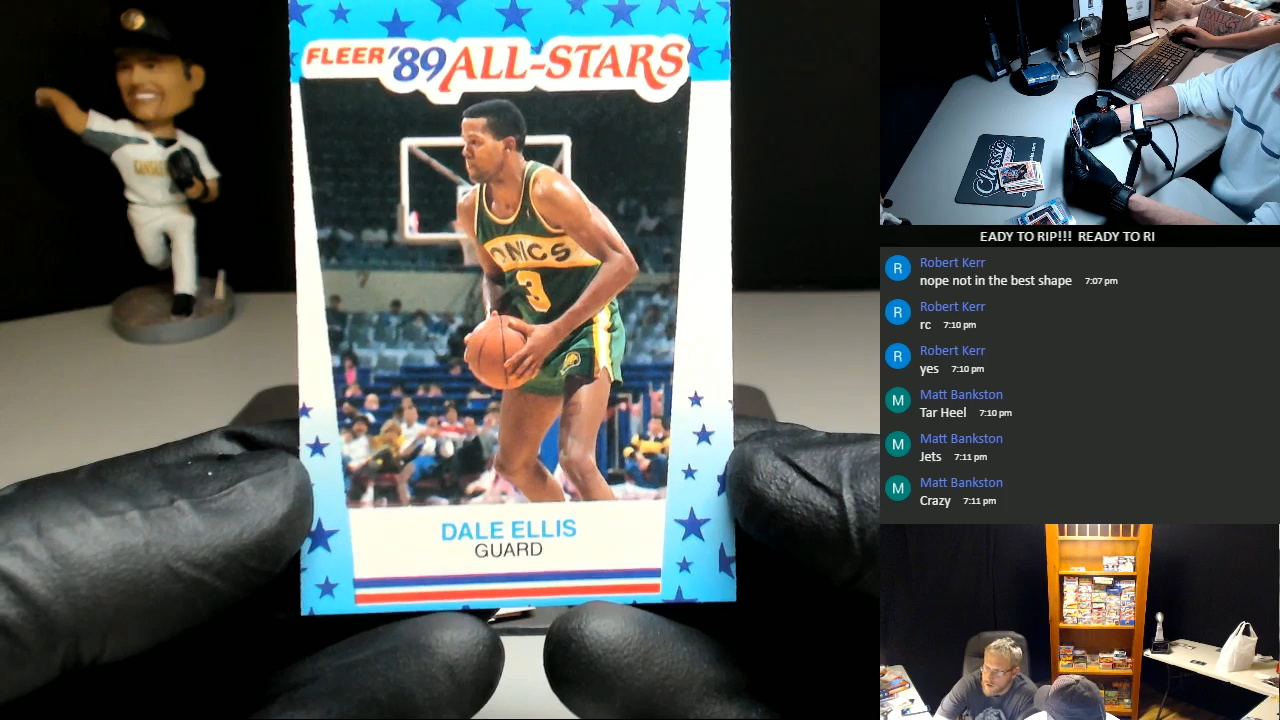 FLEER '89 ALL-STARS
ONICS
3
DALE ELLIS
GUARD
Classic
EADY TO RIP!!! READY TO RI
R
Robert Kerr
nope not in the best shape 7:07 pm
R
Robert Kerr
rc 7:10 pm
R
Robert Kerr
yes 7:10 pm
M
Matt Bankston
Tar Heel 7:10 pm
M
Matt Bankston
Jets 7:11 pm
M
Matt Bankston
Crazy 7:11 pm